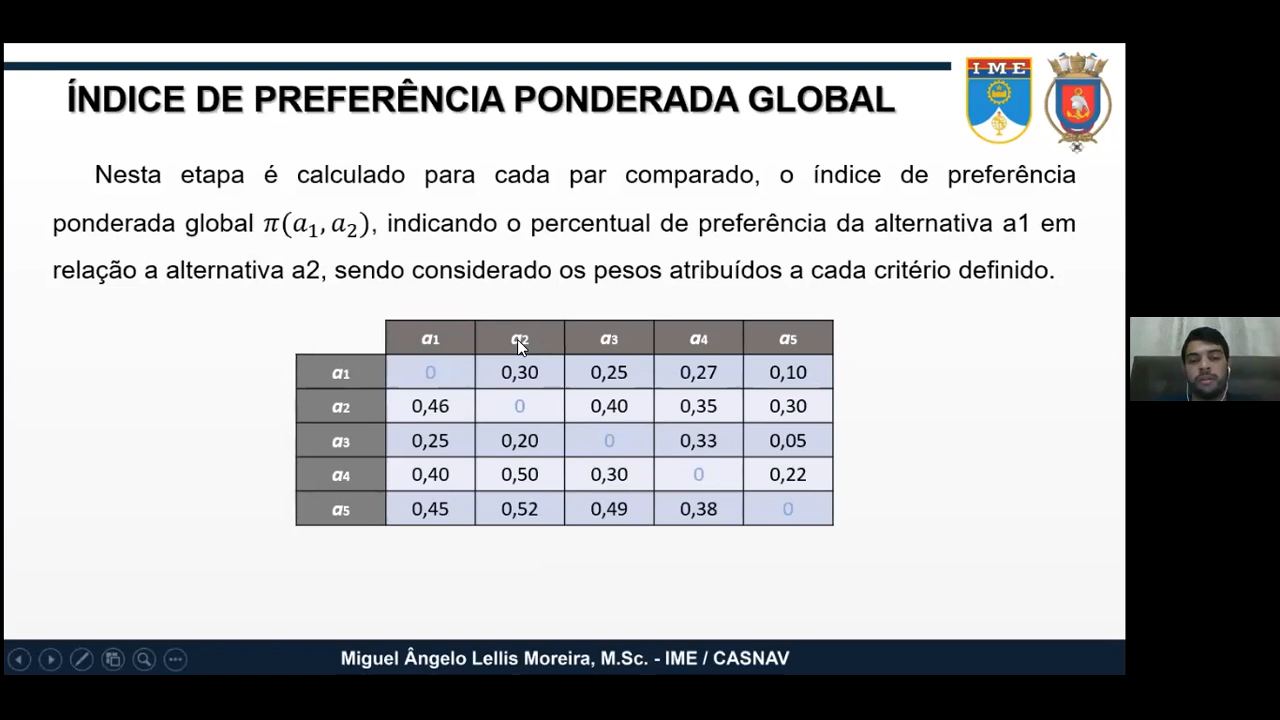 ÍNDICE DE PREFERÊNCIA PONDERADA GLOBAL
IME
Nesta etapa é calculado para cada par comparado, o índice de preferência
ponderada global π(a₁, a₂), indicando o percentual de preferência da alternativa a1 em
relação a alternativa a2, sendo considerado os pesos atribuídos a cada critério definido.
a1 a2 a3 a4 a5
a1 0 0,30 0,25 0,27 0,10
a2 0,46 0 0,40 0,35 0,30
a3 0,25 0,20 0 0,33 0,05
a4 0,40 0,50 0,30 0 0,22
a5 0,45 0,52 0,49 0,38 0
Miguel Ângelo Lellis Moreira, M.Sc. - IME / CASNAV